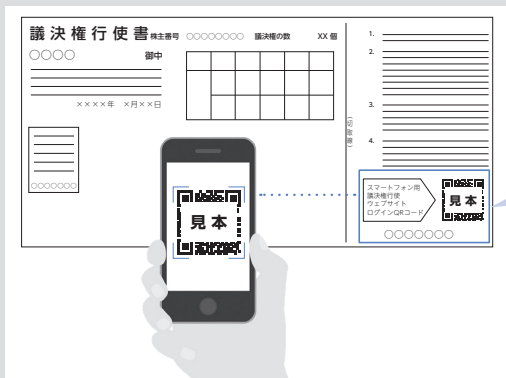 議決権行使書 株主番号 ○○○○○○○○ 議決権の数 XX 個
○○○○ 御中
××××年 ×月××日
○○○○○○○
見本
1.
2.
3.
4.
スマートフォン用
議決権行使
ウェブサイト
ログインQRコード
見本
○○○○○○○